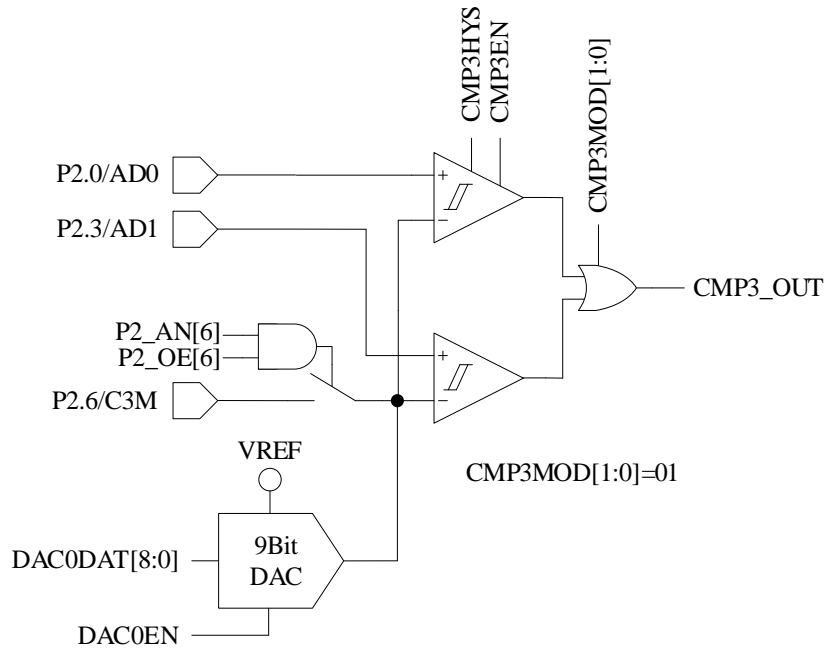 CMP3HYS
CMP3EN
CMP3MOD[1:0]
P2.0/AD0
+
−
P2.3/AD1
CMP3_OUT
P2_AN[6]
P2_OE[6]
+
−
P2.6/C3M
VREF
CMP3MOD[1:0]=01
DAC0DAT[8:0]
9Bit
DAC
DAC0EN